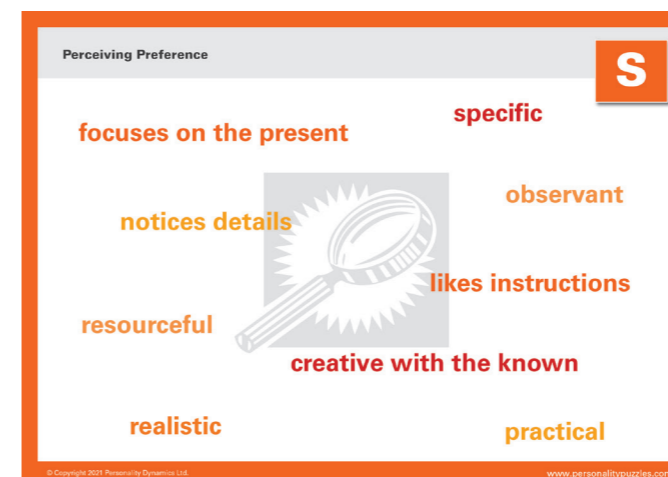 Perceiving Preference
S
specific
focuses on the present
observant
notices details
likes instructions
resourceful
creative with the known
realistic
practical
© Copyright 2021 Personality Dynamics Ltd.
www.personalitypuzzles.com